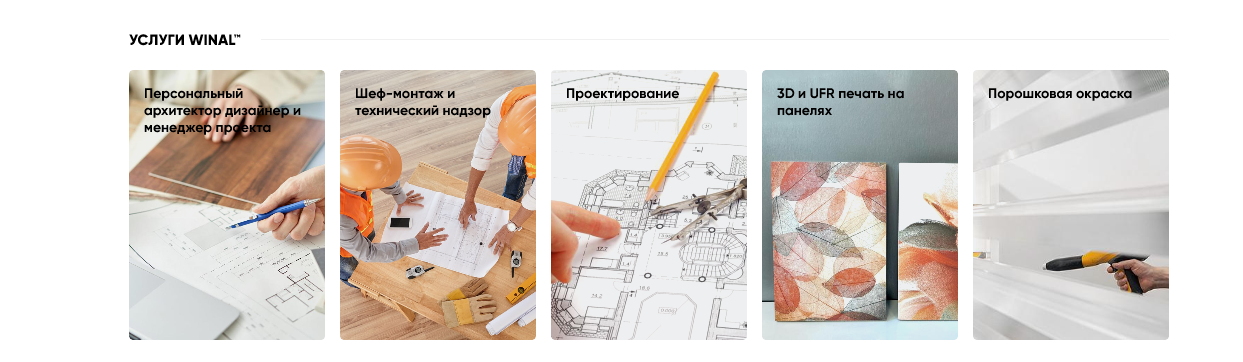 УСЛУГИ WINAL™
Персональный
архитектор дизайнер и
менеджер проекта
Шеф-монтаж и
технический надзор
Проектирование
3D и UFR печать на
панелях
Порошковая окраска